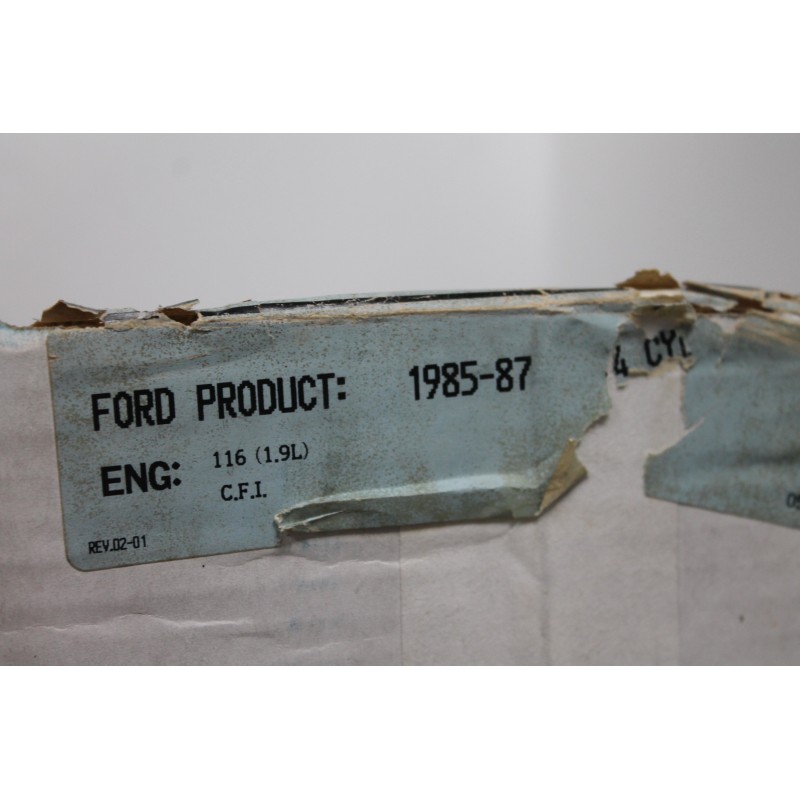 FORD PRODUCT: 1985-87 4 CYL
ENG: 116 (1.9L)
C.F.I.
REV.02-01